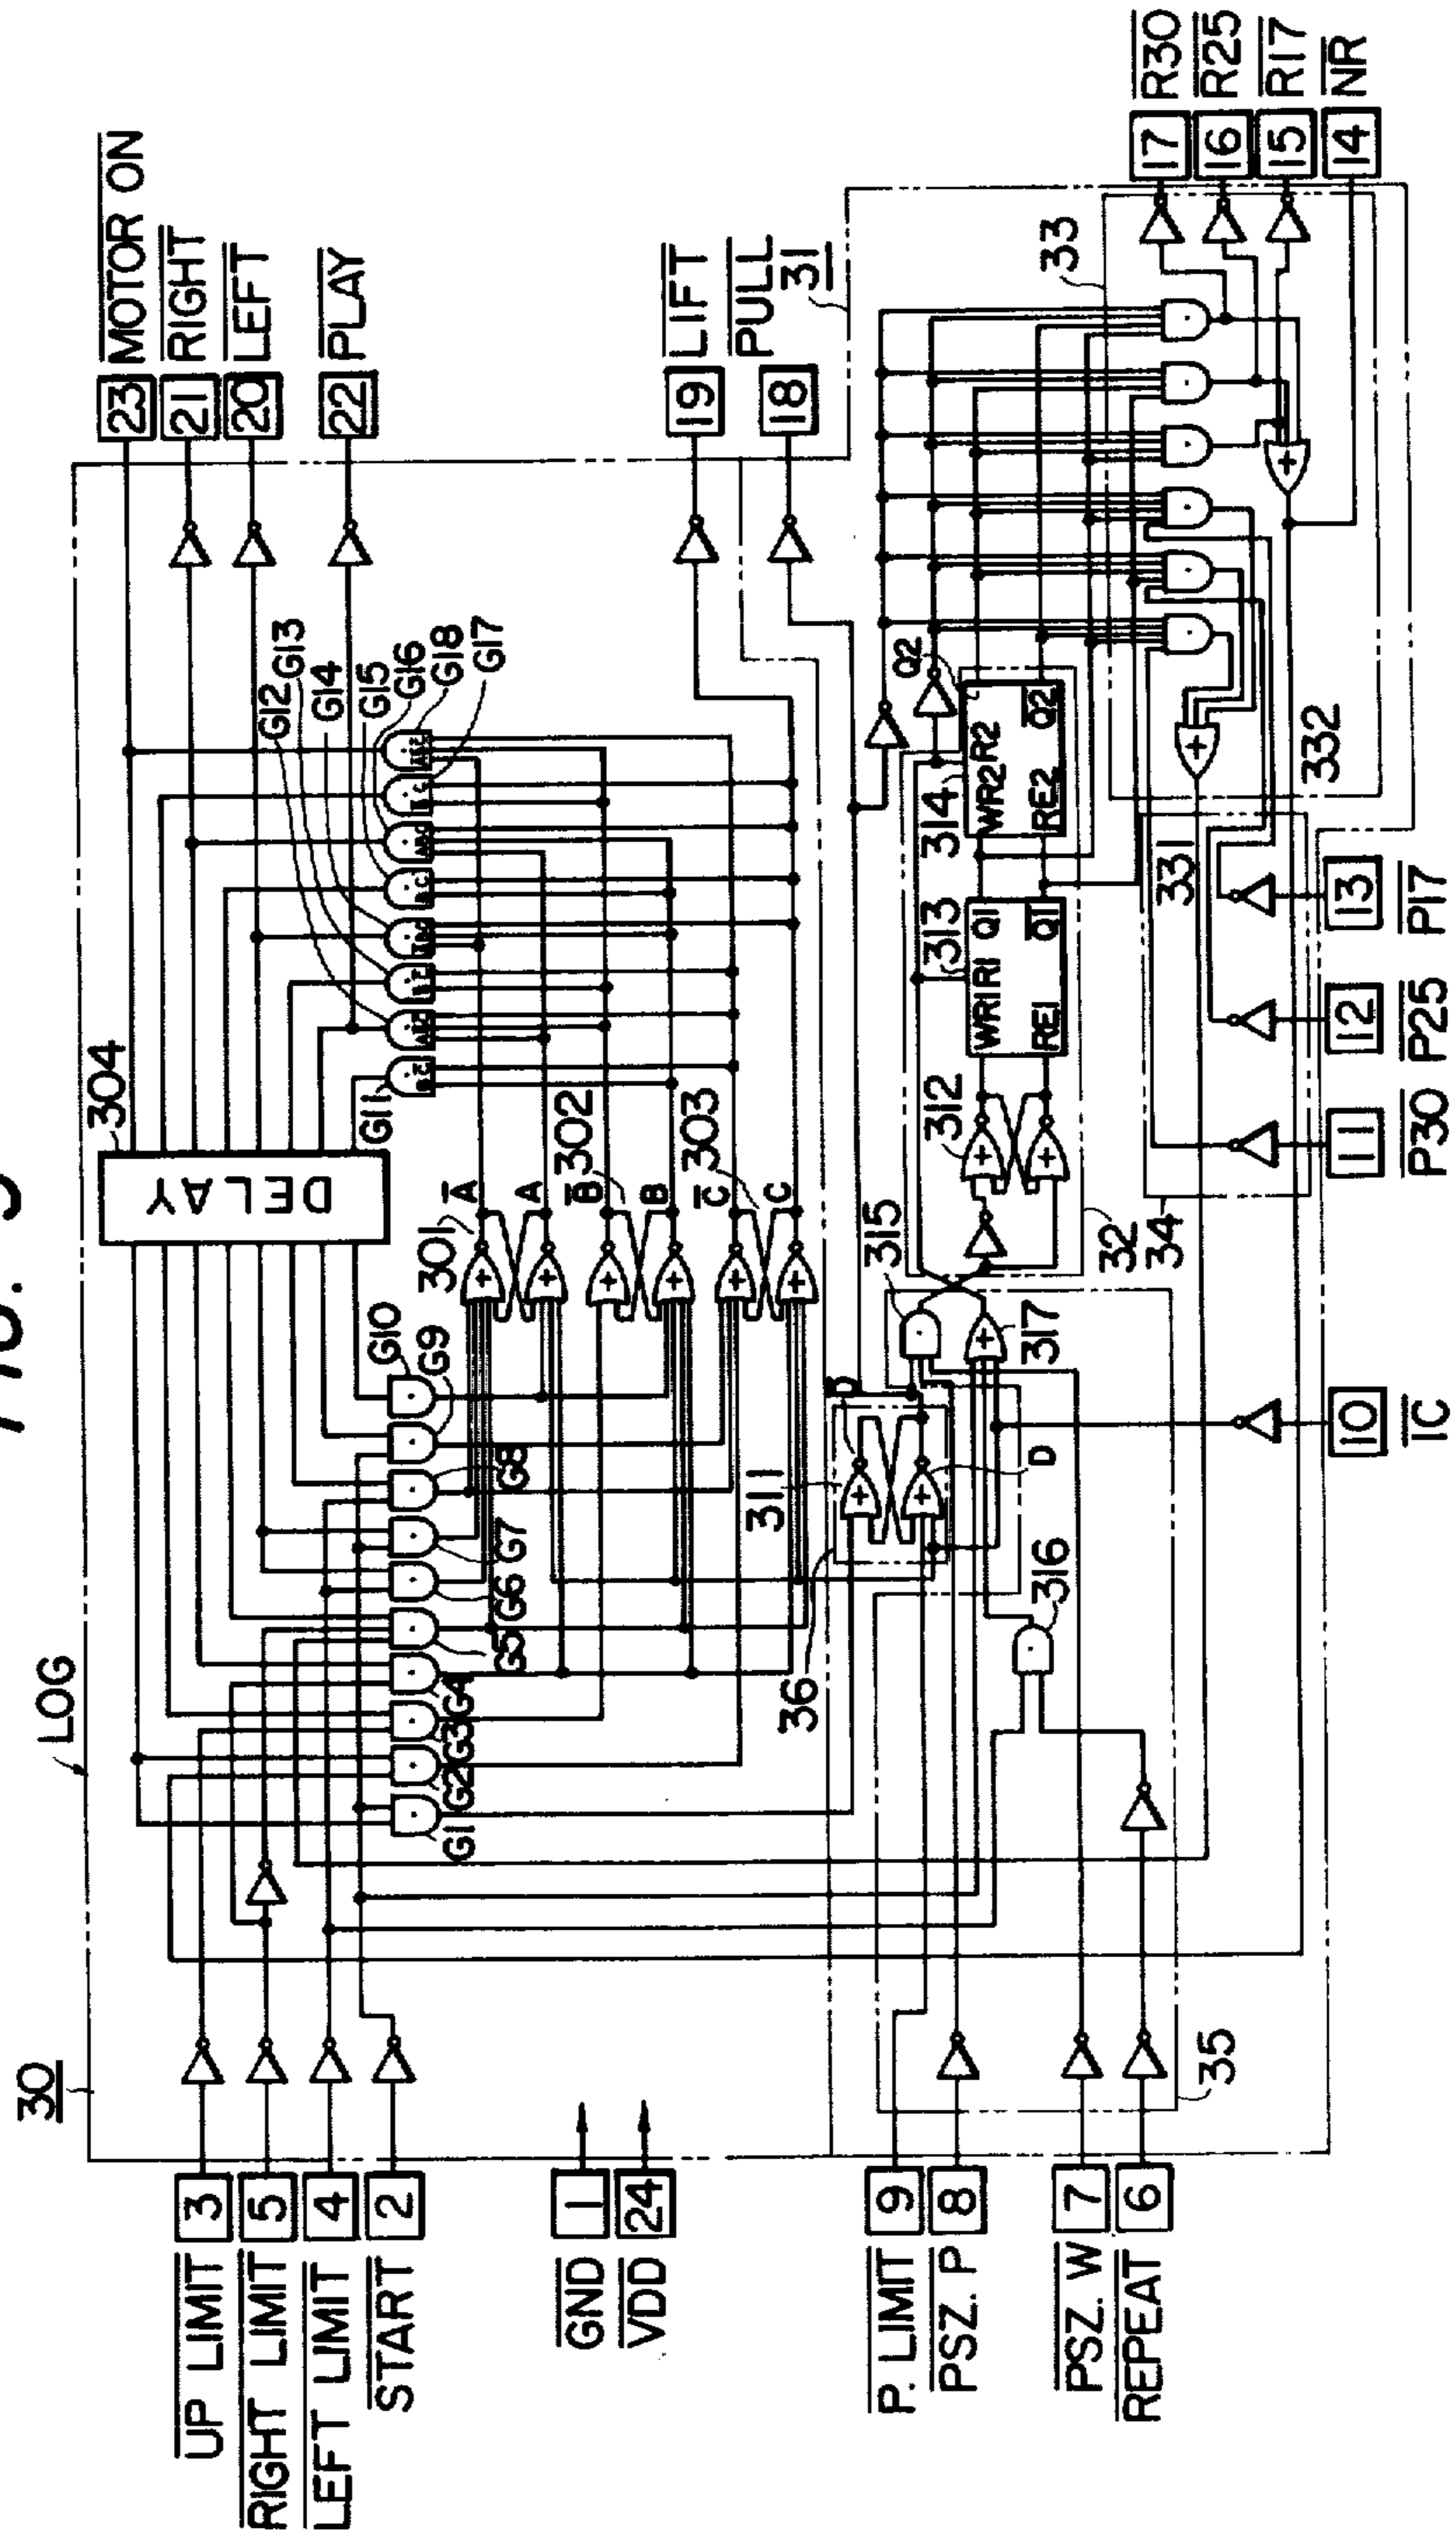 30
LOG
304
DELAY
23 MOTOR ON
21 RIGHT
20 LEFT
22 PLAY
19 LIFT
18 PULL
31
3 UP LIMIT
5 RIGHT LIMIT
4 LEFT LIMIT
2 START
1 GND
24 VDD
9 P. LIMIT
8 PSZ. P
7 PSZ. W
6 REPEAT
G1
G2
G3
G4
G5
G6
G7
G8
G9
G10
G11
G12
G13
G14
G15
G16
G18
G17
301
A
A
302
B
B
303
C
C
36
311
D
D
315
317
316
35
32
34
312
313
WR1 R1 Q1
RE1 Q1
314
WR2 R2 Q2
RE2 Q2
33
331
332
17 R30
16 R25
15 R17
14 NR
10 IC
11 P30
12 P25
13 P17